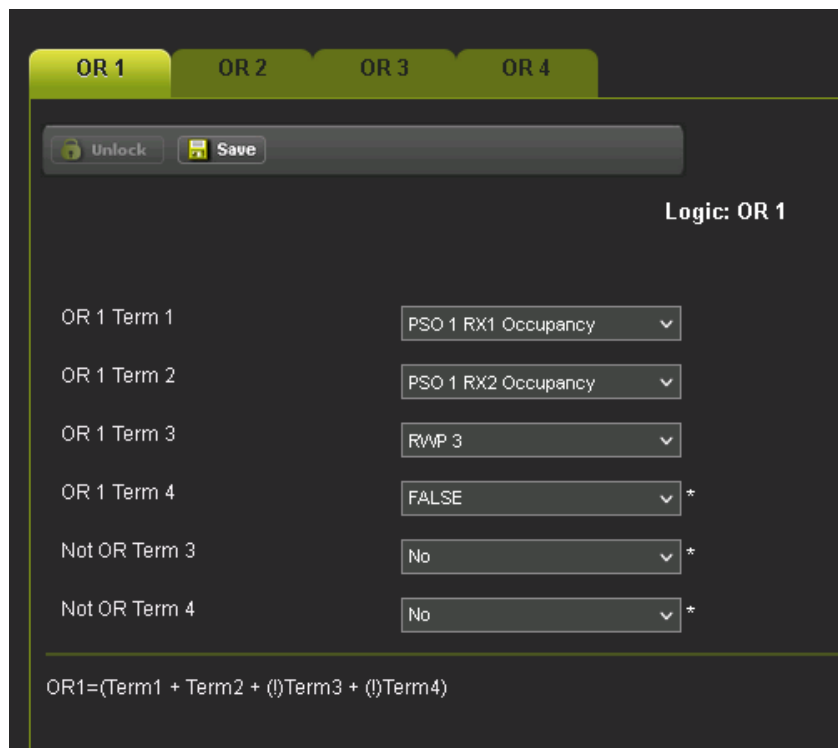 OR 1 OR 2 OR 3 OR 4
Unlock Save
Logic: OR 1
OR 1 Term 1 PSO 1 RX1 Occupancy
OR 1 Term 2 PSO 1 RX2 Occupancy
OR 1 Term 3 RWP 3
OR 1 Term 4 FALSE *
Not OR Term 3 No *
Not OR Term 4 No *
OR1=(Term1 + Term2 + (!)Term3 + (!)Term4)